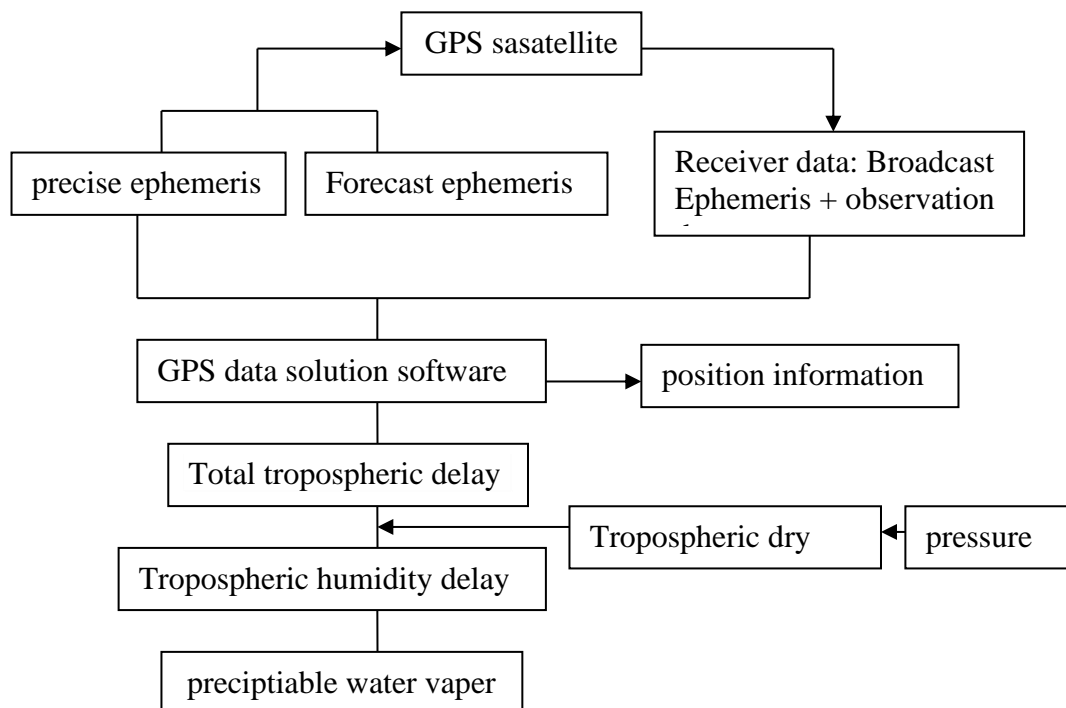 GPS sasatellite
precise ephemeris
Forecast ephemeris
Receiver data: Broadcast
Ephemeris + observation
GPS data solution software
position information
Total tropospheric delay
Tropospheric dry
pressure
Tropospheric humidity delay
preciptiable water vaper